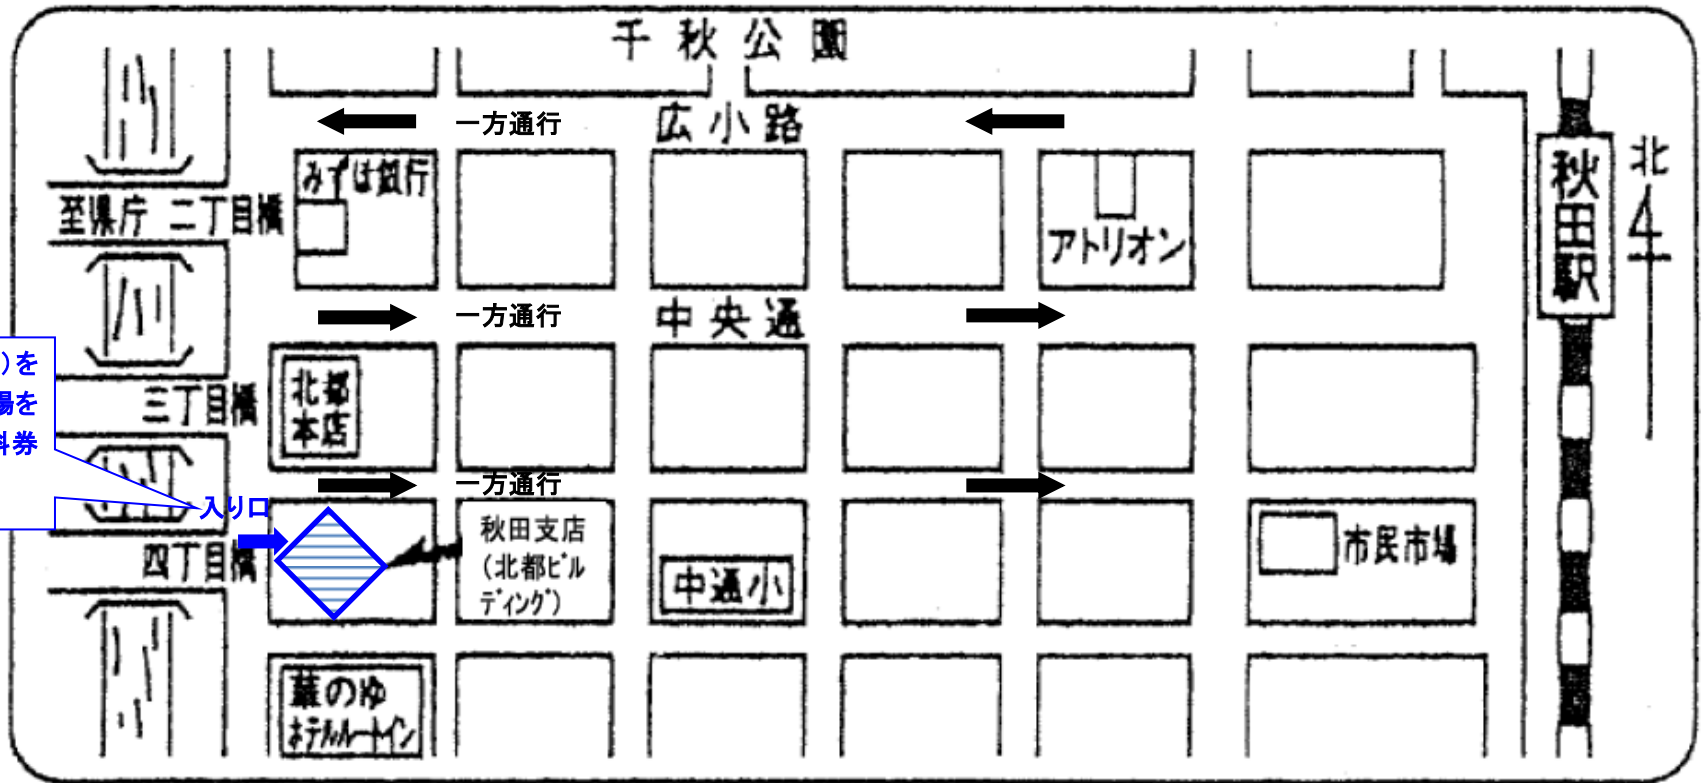 千秋公園
一方通行
広小路
北
みずほ銀行
秋田駅
至県庁 二丁目橋
アトリオン
一方通行
中央通
川
)を
場を
料券
三丁目橋
北都
本店
一方通行
入り口
四丁目橋
秋田支店
(北都ビル
ディング)
中通小
市民市場
のゆ
ホテルルートイン